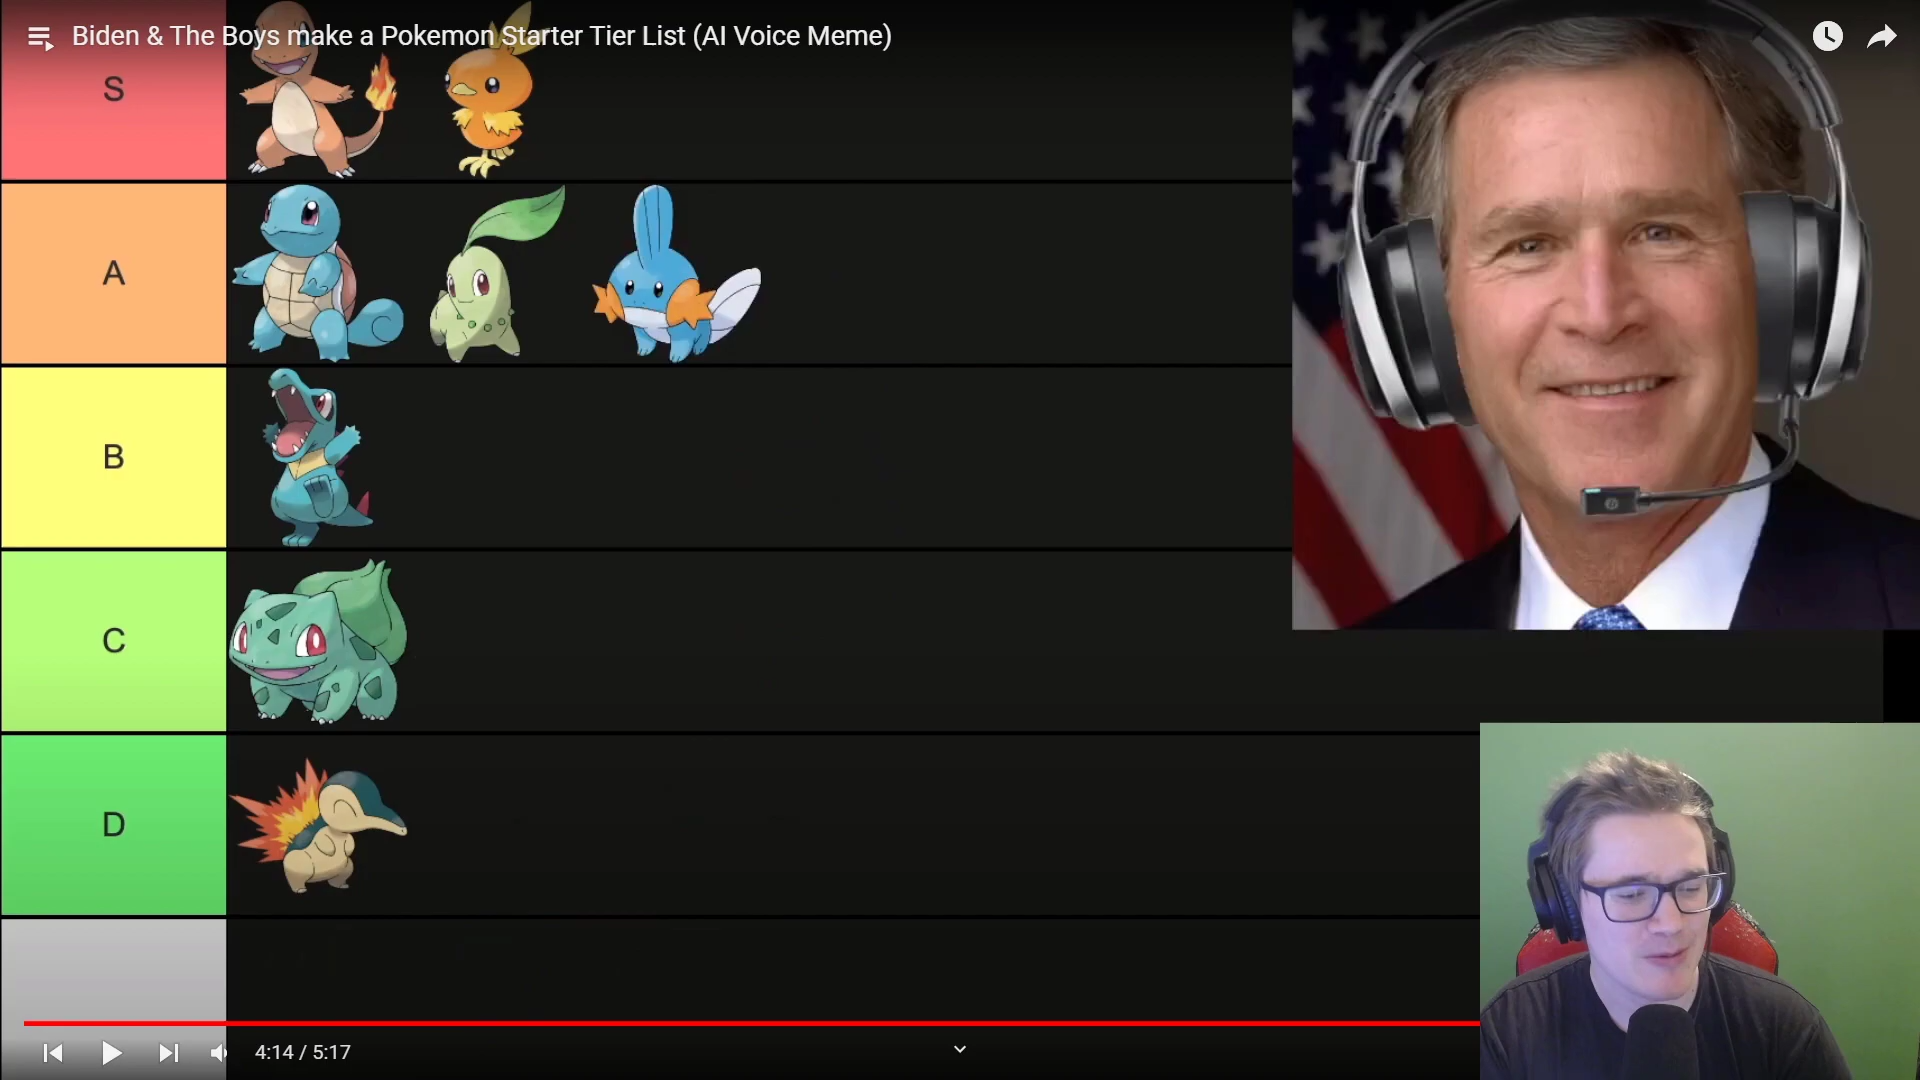 Biden & The Boys make a Pokemon Starter Tier List (AI Voice Meme)
S
A
B
C
D
4:14 / 5:17